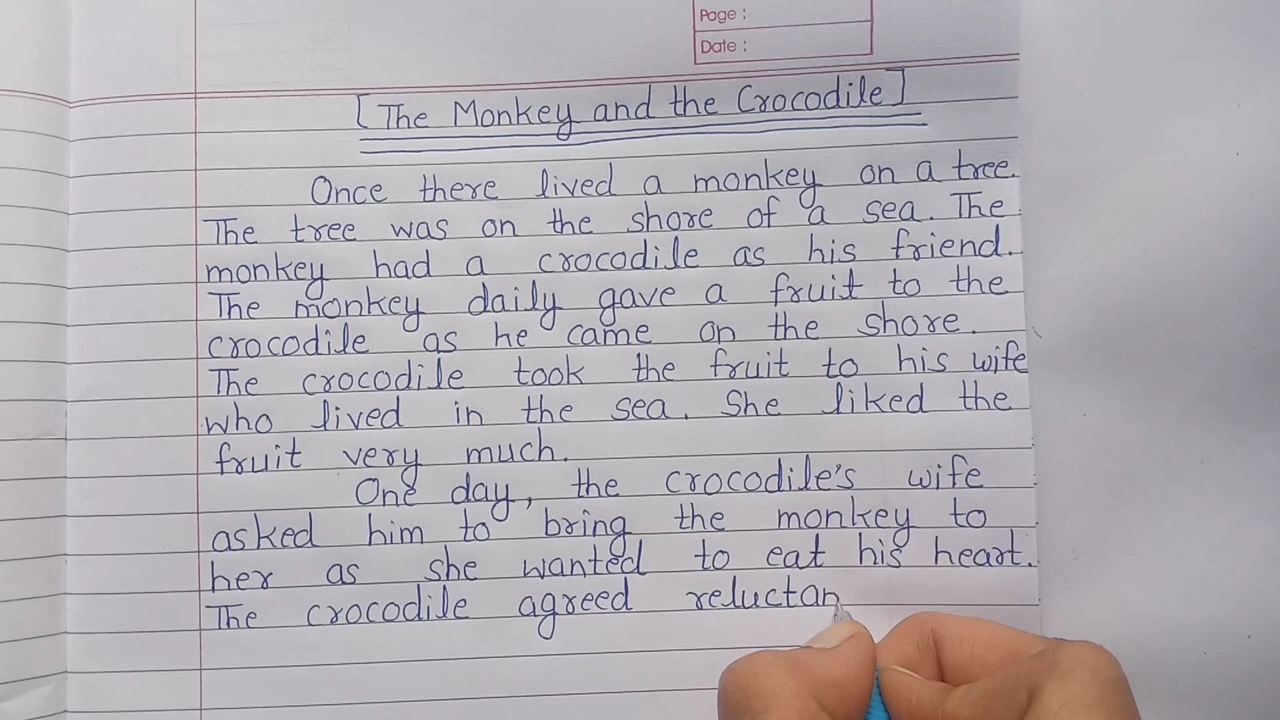 Page :
Date :
[The Monkey and the Crocodile]
Once there lived a monkey on a tree.
The tree was on the shore of a sea. The
monkey had a crocodile as his friend.
The monkey daily gave a fruit to the
crocodile as he came on the shore.
The crocodile took the fruit to his wife
who lived in the sea. She liked the
fruit very much.
One day, the crocodile's wife
asked him to bring the monkey to
her as she wanted to eat his heart.
The crocodile agreed reluctan